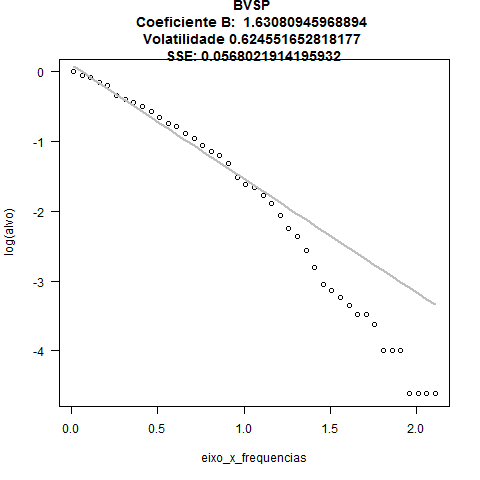 BVSP
Coeficiente B:  1.63080945968894
Volatilidade 0.624551652818177
SSE: 0.0568021914195932
0
-1
-2
-3
-4
log(alvo)
0.0 0.5 1.0 1.5 2.0
eixo_x_frequencias